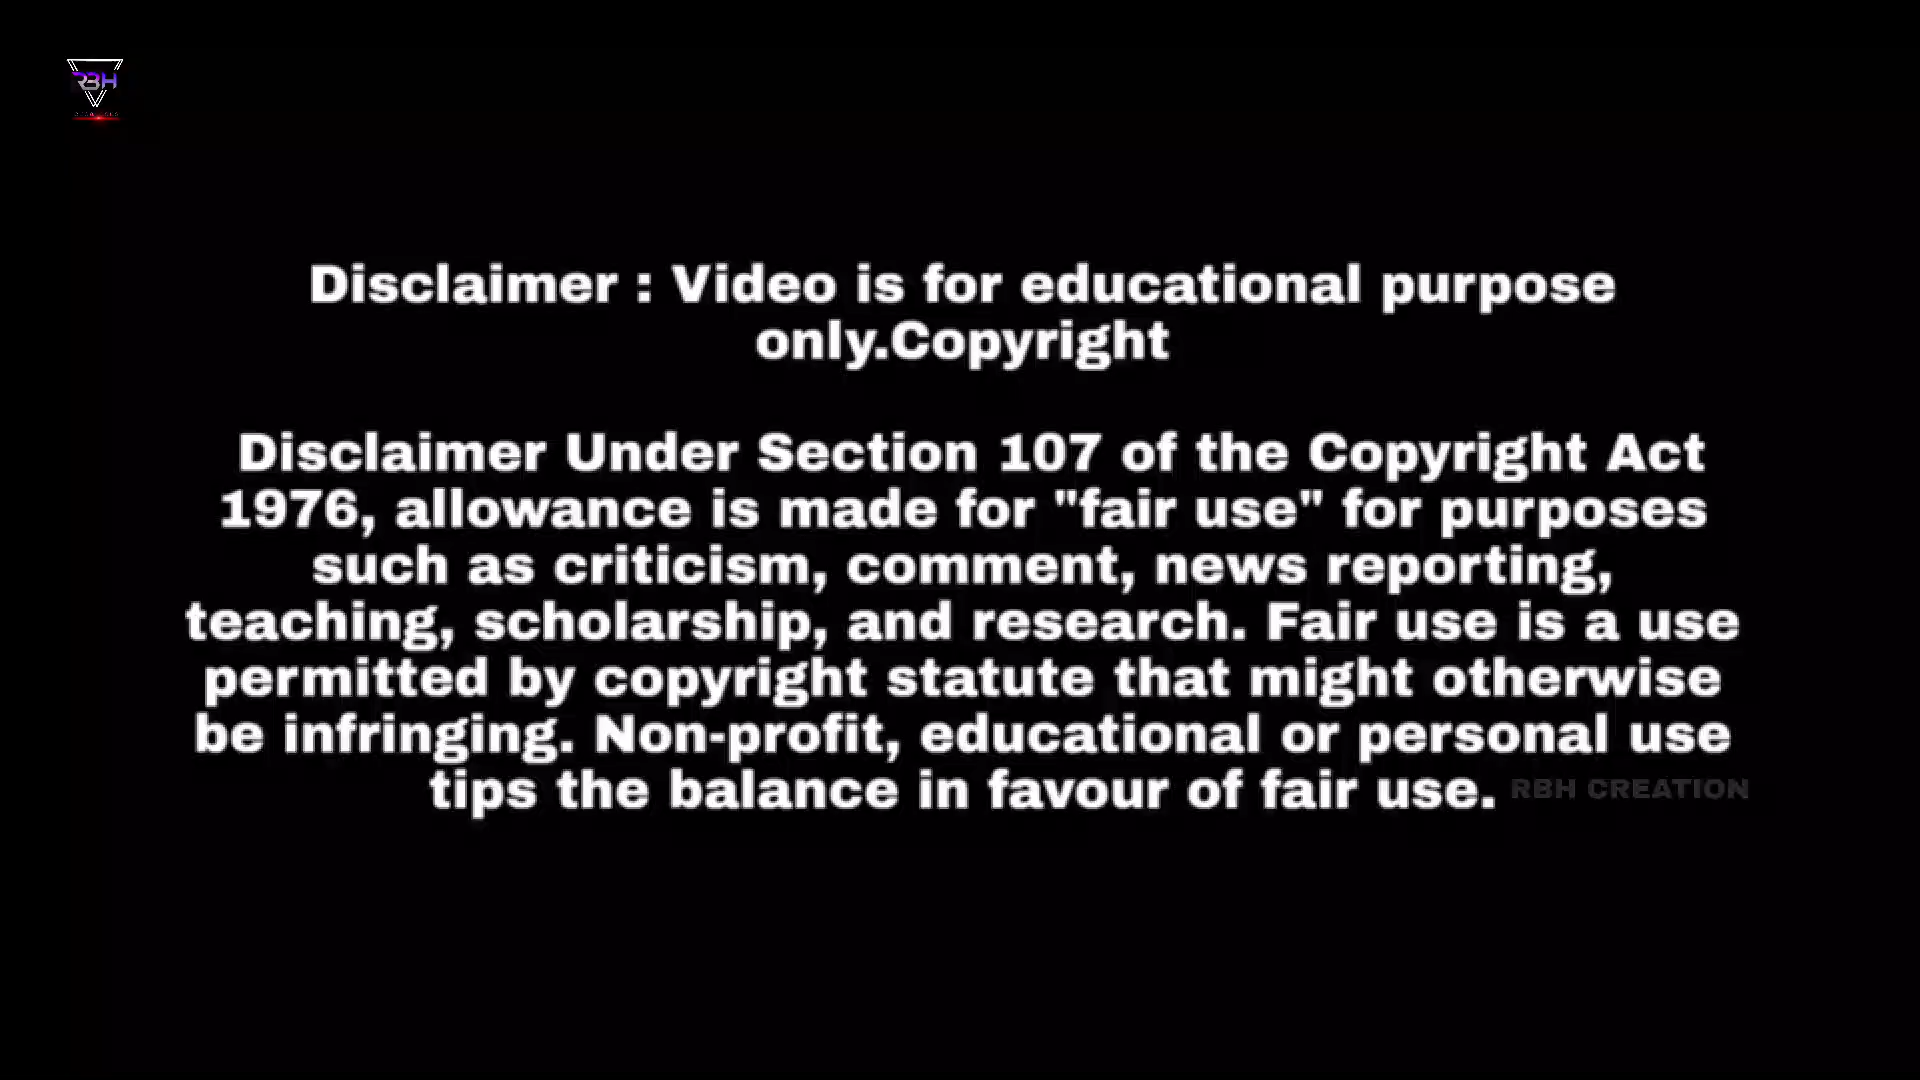 RBH
Disclaimer : Video is for educational purpose
only.Copyright
Disclaimer Under Section 107 of the Copyright Act
1976, allowance is made for "fair use" for purposes
such as criticism, comment, news reporting,
teaching, scholarship, and research. Fair use is a use
permitted by copyright statute that might otherwise
be infringing. Non-profit, educational or personal use
tips the balance in favour of fair use.
RBH CREATION